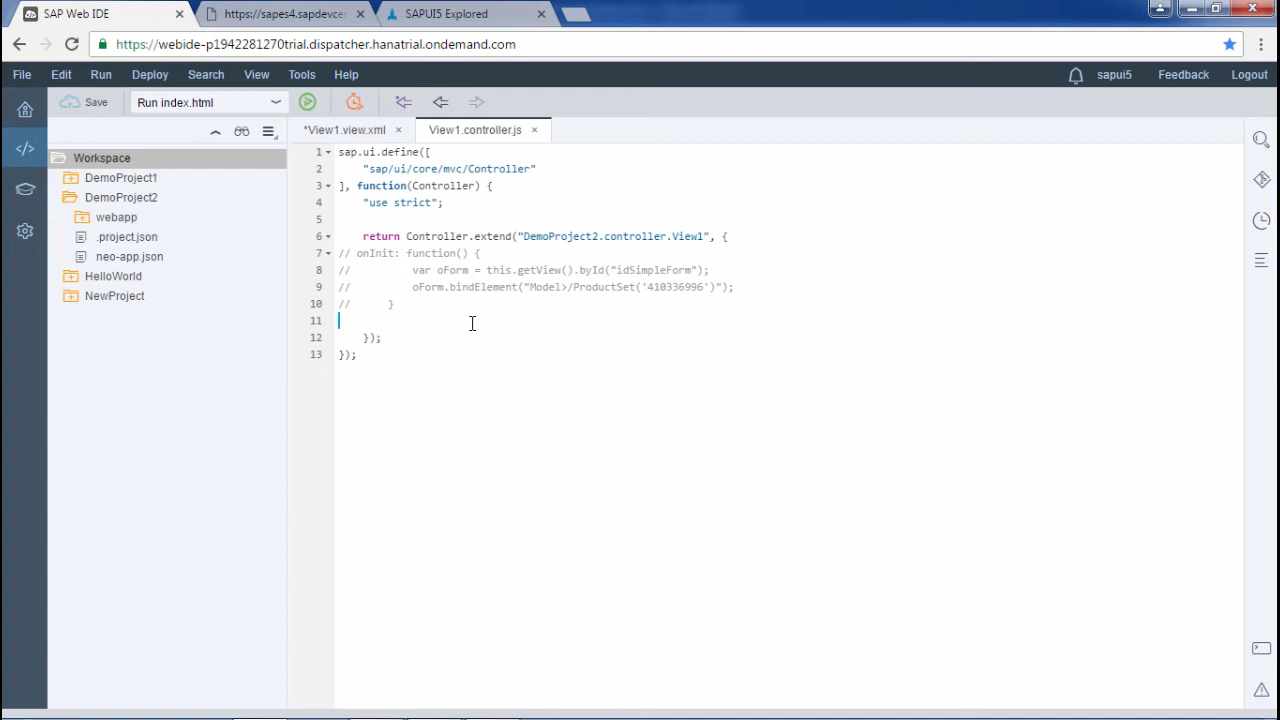 SAP Web IDE
https://sapes4.sapdevcer
SAPUI5 Explored
https://webide-p1942281270trial.dispatcher.hanatrial.ondemand.com
File Edit Run Deploy Search View Tools Help
sapui5 Feedback Logout
Save Run index.html
*View1.view.xml × View1.controller.js ×
Workspace
DemoProject1
DemoProject2
webapp
.project.json
neo-app.json
HelloWorld
NewProject
1 sap.ui.define([
2 "sap/ui/core/mvc/Controller"
3 ], function(Controller) {
4 "use strict";
5
6 return Controller.extend("DemoProject2.controller.View1", {
7 // onInit: function() {
8 // var oForm = this.getView().byId("idSimpleForm");
9 // oForm.bindElement("Model>/ProductSet('410336996')");
10 // }
11
12 });
13 });